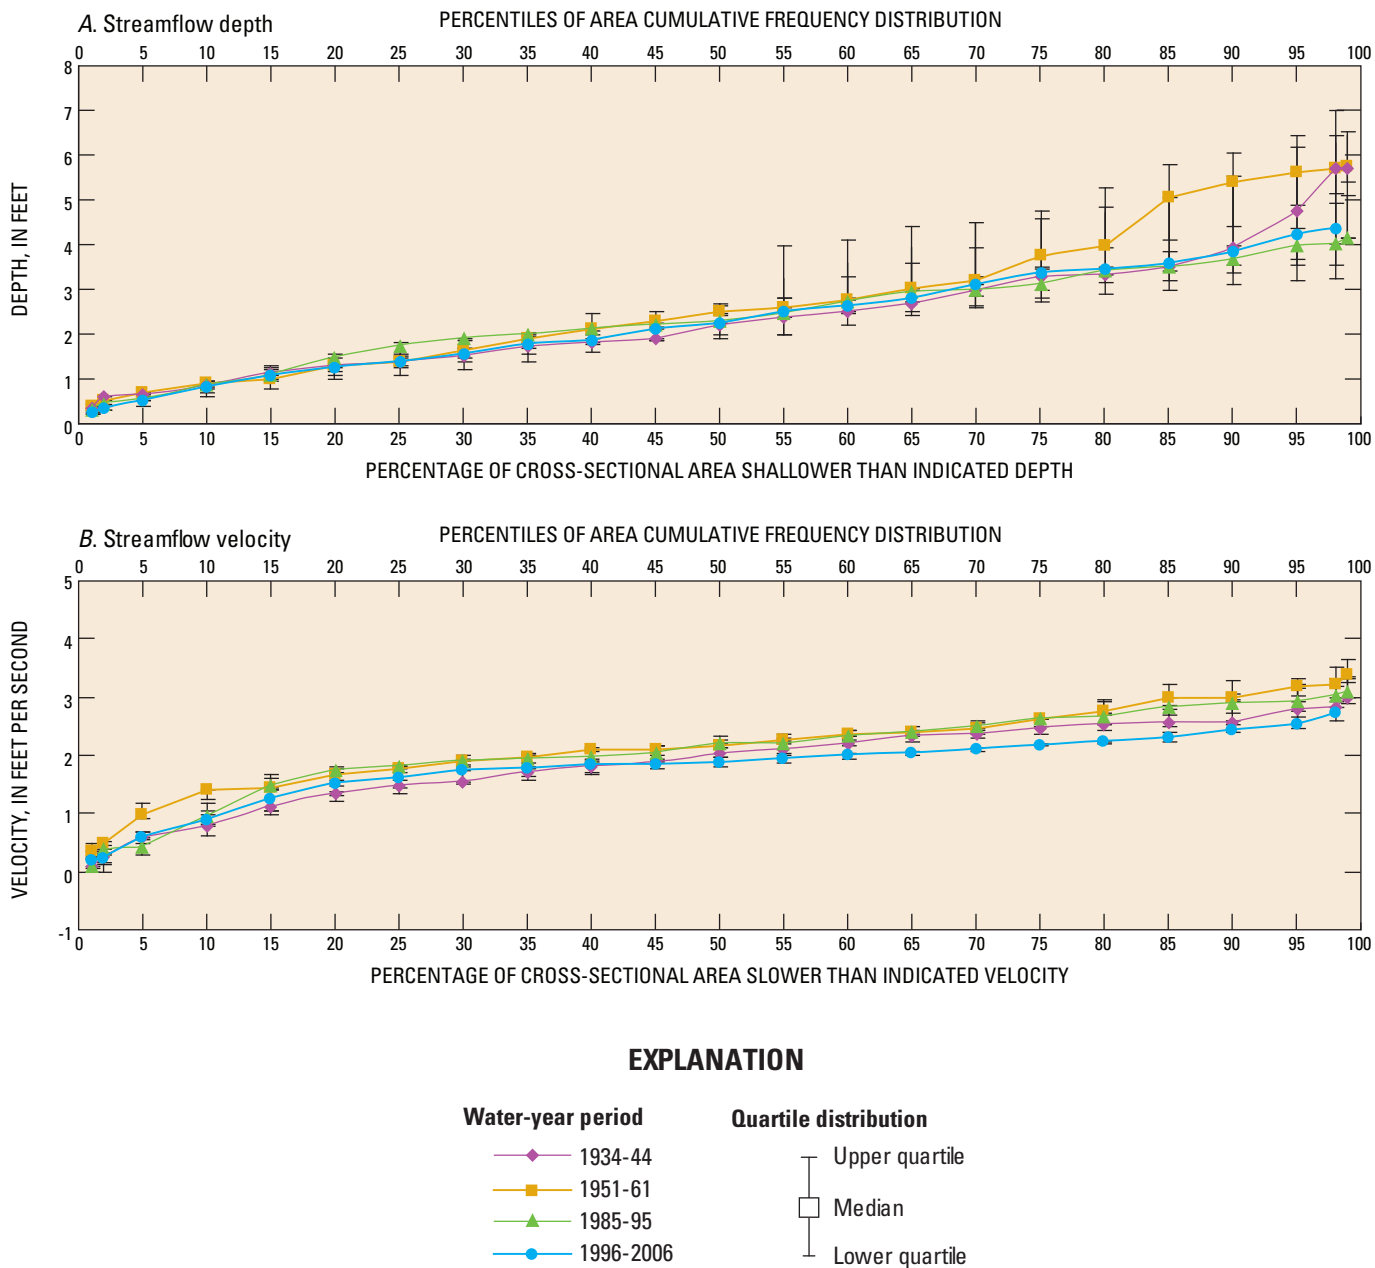 A. Streamflow depth
PERCENTILES OF AREA CUMULATIVE FREQUENCY DISTRIBUTION
0 5 10 15 20 25 30 35 40 45 50 55 60 65 70 75 80 85 90 95 100
8
7
6
5
4
3
2
1
0
DEPTH, IN FEET
0 5 10 15 20 25 30 35 40 45 50 55 60 65 70 75 80 85 90 95 100
PERCENTAGE OF CROSS-SECTIONAL AREA SHALLOWER THAN INDICATED DEPTH
B. Streamflow velocity
PERCENTILES OF AREA CUMULATIVE FREQUENCY DISTRIBUTION
0 5 10 15 20 25 30 35 40 45 50 55 60 65 70 75 80 85 90 95 100
5
4
3
2
1
0
-1
VELOCITY, IN FEET PER SECOND
0 5 10 15 20 25 30 35 40 45 50 55 60 65 70 75 80 85 90 95 100
PERCENTAGE OF CROSS-SECTIONAL AREA SLOWER THAN INDICATED VELOCITY
EXPLANATION
Water-year period
1934-44
1951-61
1985-95
1996-2006
Quartile distribution
Upper quartile
Median
Lower quartile